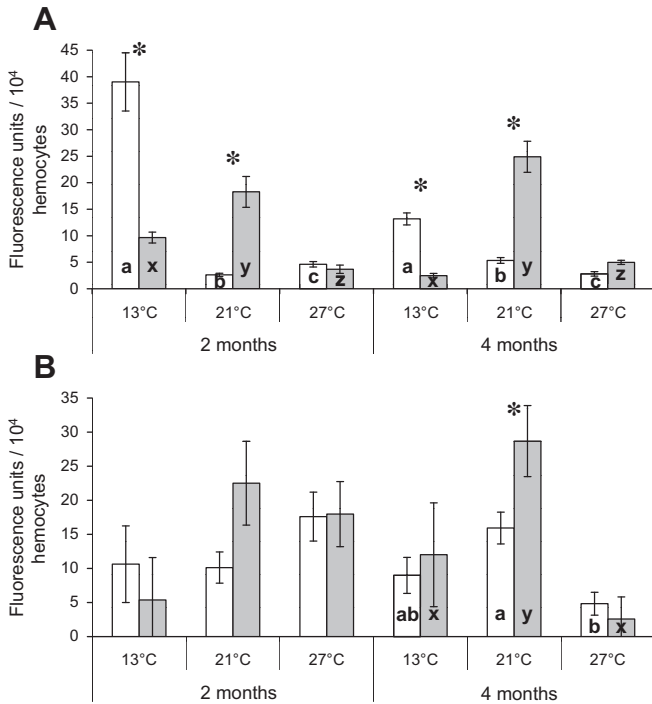 A
Fluorescence units / 10⁴
hemocytes
45
40
35
30
25
20
15
10
5
0
*
*
*
*
a x b y c z a x b y c z
13°C 21°C 27°C 13°C 21°C 27°C
2 months 4 months
B
Fluorescence units / 10⁴
hemocytes
35
30
25
20
15
10
5
0
*
ab x a y b x
13°C 21°C 27°C 13°C 21°C 27°C
2 months 4 months